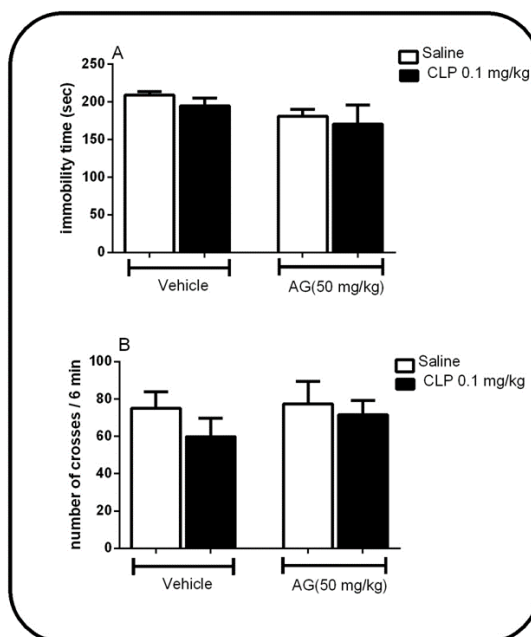 A
Saline
CLP 0.1 mg/kg
immobility time (sec)
250
200
150
100
50
0
Vehicle
AG(50 mg/kg)
B
Saline
CLP 0.1 mg/kg
number of crosses / 6 min
100
80
60
40
20
0
Vehicle
AG(50 mg/kg)